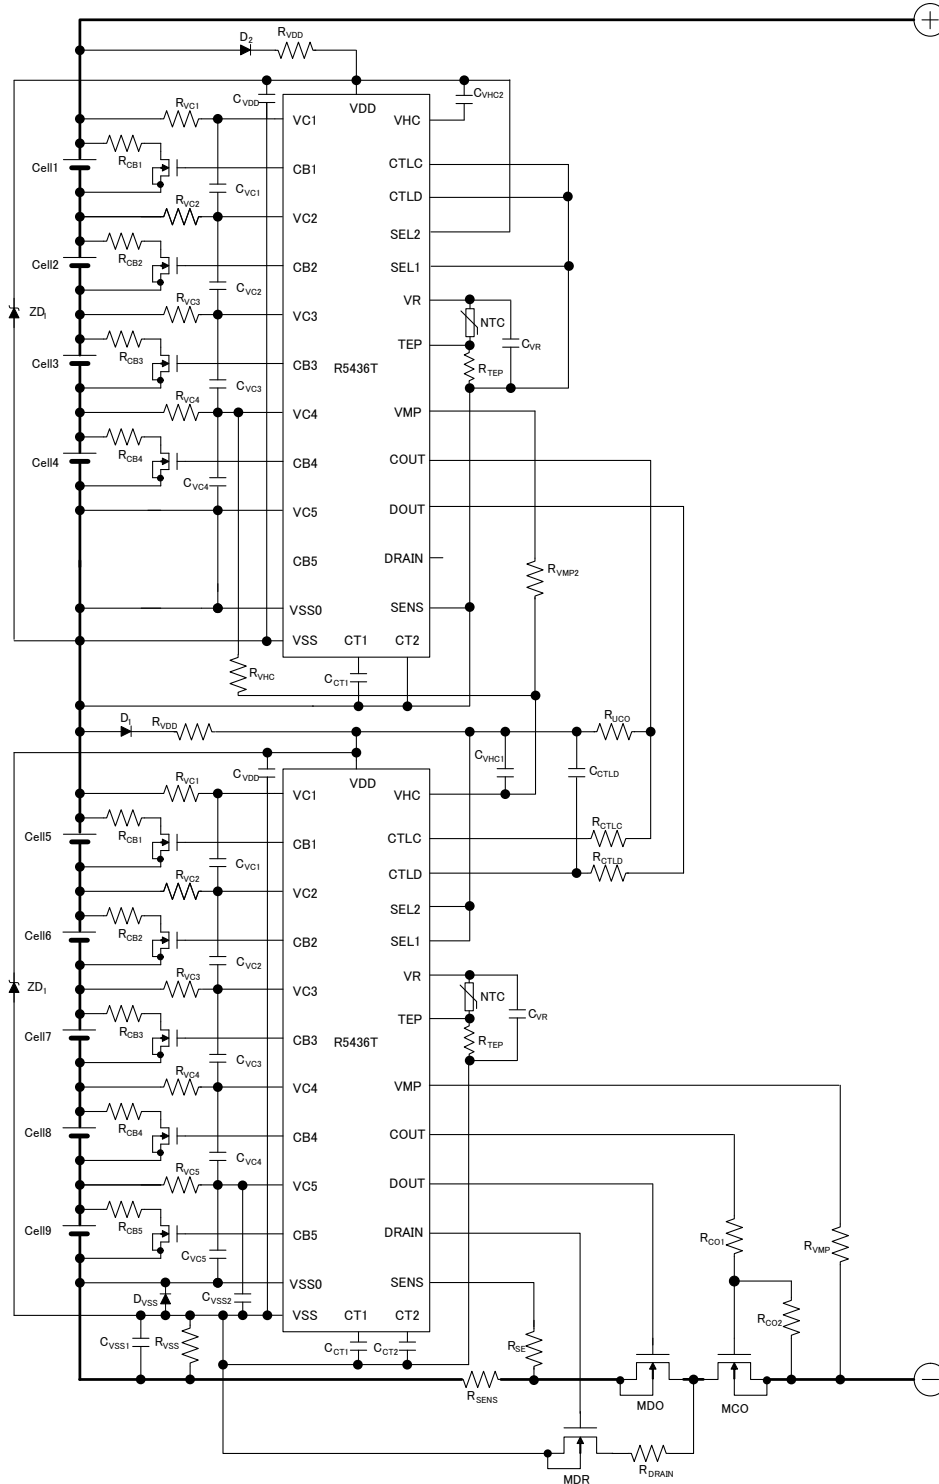 D2
RVDD
CVDD
VDD
CVHC2
RVC1
VC1
VHC
Cell1
RCB1
CB1
CTLC
CVC1
CTLD
RVC2
VC2
SEL2
Cell2
RCB2
CB2
SEL1
CVC2
RVC3
VR
ZD1
VC3
NTC
TEP
CVR
Cell3
RCB3
CB3
R5436T
RTEP
CVC3
RVC4
VC4
VMP
Cell4
RCB4
CB4
COUT
CVC4
VC5
DOUT
CB5
DRAIN
RVMP2
VSS0
SENS
VSS
CT1
CT2
RVHC
CCT1
D1
RVDD
RUCO
CVDD
VDD
CVHC1
CCTLD
RVC1
VC1
VHC
Cell5
RCB1
CB1
CTLC
RCTLC
CVC1
RVC2
VC2
CTLD
RCTLD
SEL2
Cell6
RCB2
CB2
SEL1
CVC2
RVC3
VR
ZD1
VC3
NTC
TEP
CVR
Cell7
RCB3
CB3
R5436T
RTEP
CVC3
RVC4
VC4
VMP
Cell8
RCB4
CB4
COUT
CVC4
RVC5
VC5
DOUT
Cell9
RCB5
CB5
DRAIN
RCO1
RVMP
CVC5
VSS0
SENS
DVSS
CVSS2
VSS
CT1
CT2
RCO2
CVSS1
RVSS
CCT1
CCT2
RSE
RSENS
MDO
MCO
RDRAIN
MDR